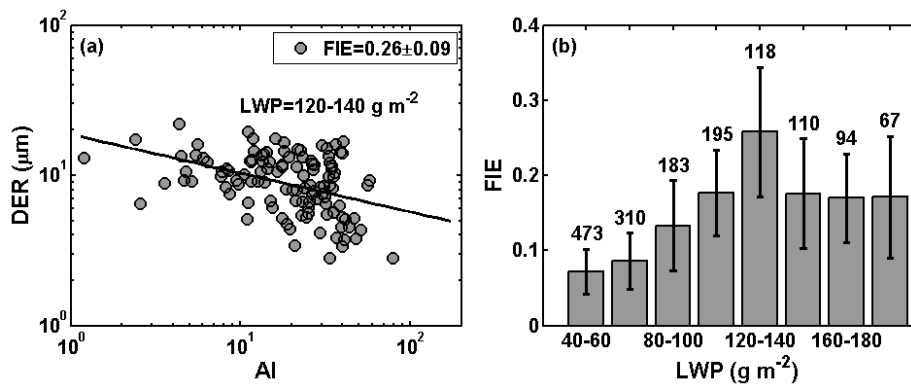 (a)
FIE=0.26±0.09
LWP=120-140 g m⁻²
10²
10¹
10⁰
DER (μm)
10⁰ 10¹ 10²
AI
(b)
0.4
0.3
0.2
0.1
0
FIE
473 310 183 195 118 110 94 67
40-60 80-100 120-140 160-180
LWP (g m⁻²)